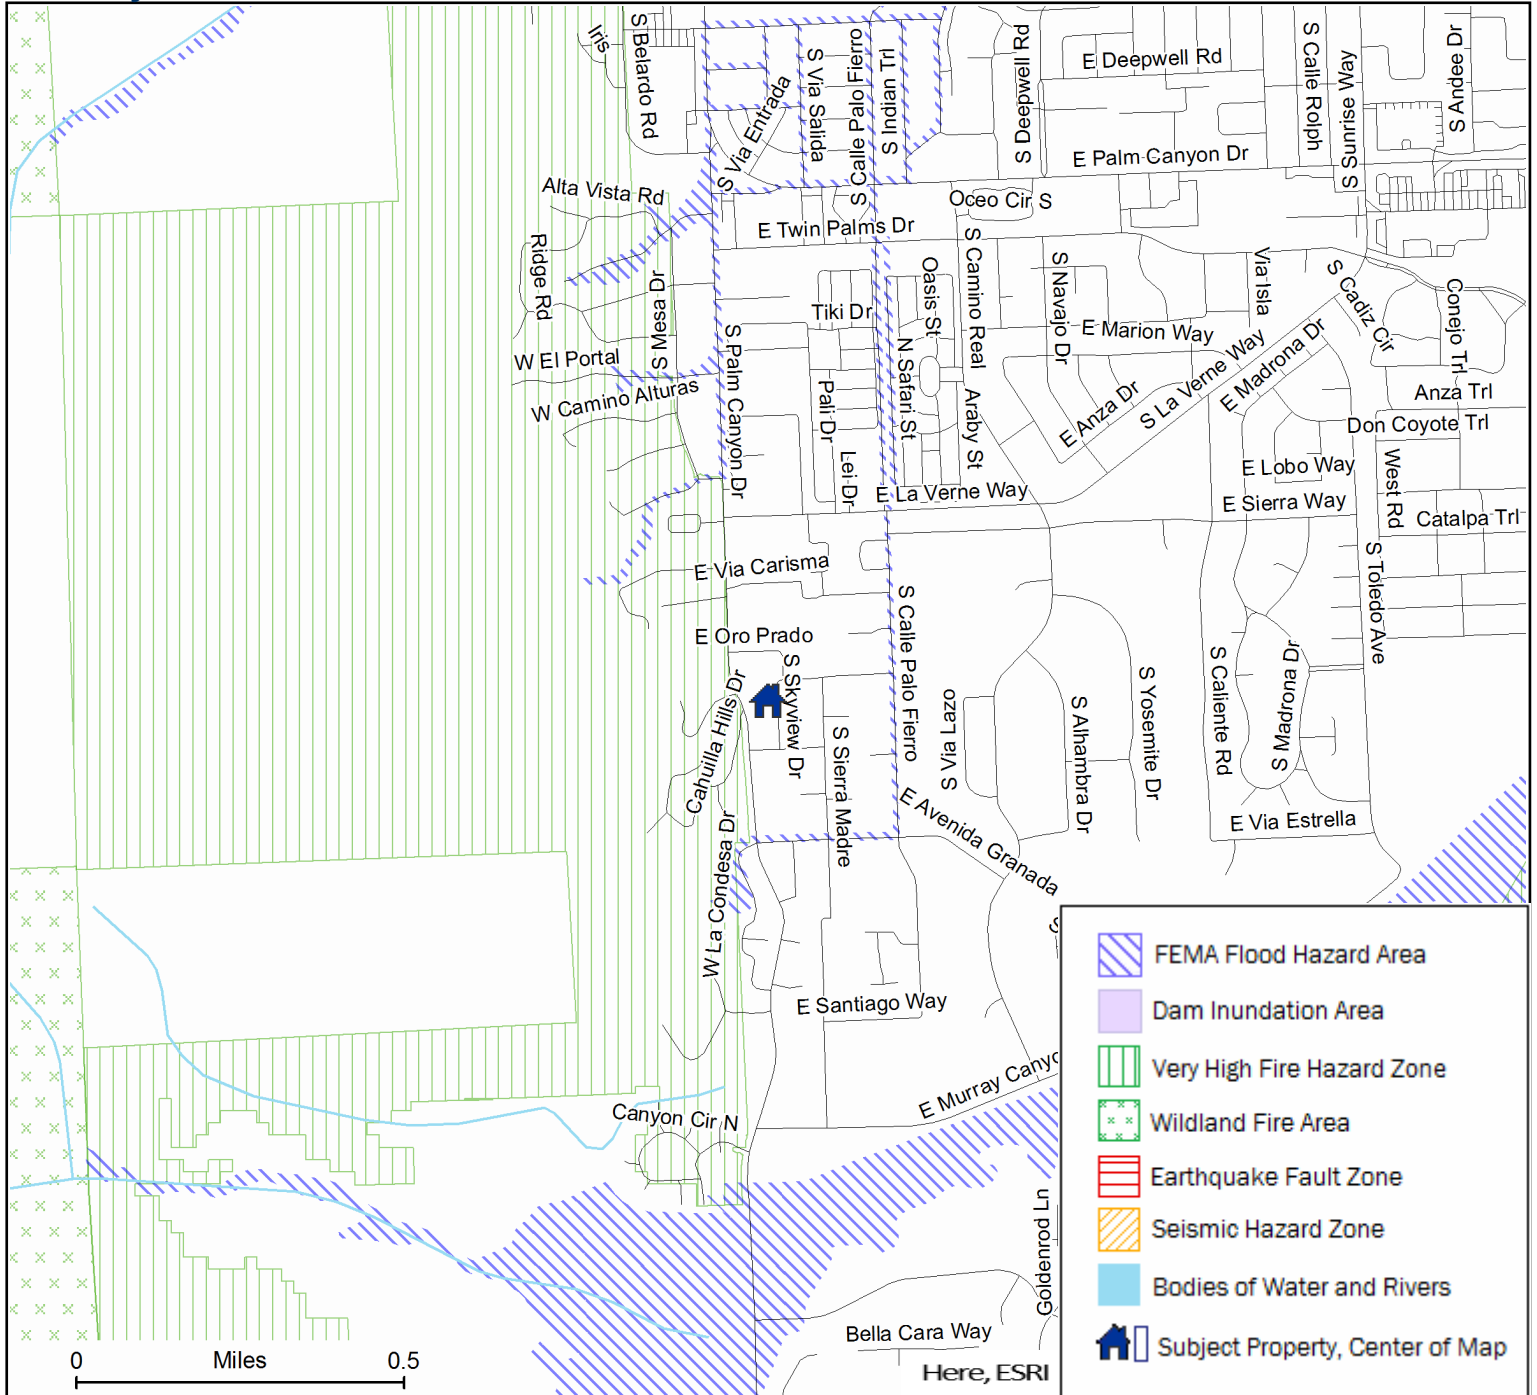 Iris
S Belardo Rd
S Via Entrada
S Via Salida
S Calle Palo Fierro
S Indian Trl
S Deepwell Rd
E Deepwell Rd
S Calle Rolph
S Sunrise Way
S Andee Dr
E Palm Canyon Dr
Alta Vista Rd
Oceo Cir S
E Twin Palms Dr
Ridge Rd
S Mesa Dr
Tiki Dr
Oasis St
S Camino Real
S Navajo Dr
Via Isla
S Cadiz Cir
Conejo Trl
E Marion Way
W El Portal
S Palm Canyon Dr
N Safari St
S La Verne Way
E Madrona Dr
W Camino Alturas
Pali Dr
Araby St
E Anza Dr
Anza Trl
Don Coyote Trl
Lei Dr
E La Verne Way
E Lobo Way
E Sierra Way
West Rd
Catalpa Trl
E Via Carisma
S Toledo Ave
S Calle Palo Fierro
E Oro Prado
S Skyview Dr
Cahuilla Hills Dr
S Sierra Madre
S Via Lazo
S Alhambra Dr
S Yosemite Dr
S Caliente Rd
S Madrona Dr
E Avenida Granada
E Via Estrella
W La Condesa Dr
S
E Santiago Way
E Murray Canyo
Canyon Cir N
Goldenrod Ln
Bella Cara Way
0 Miles 0.5
Here, ESRI
FEMA Flood Hazard Area
Dam Inundation Area
Very High Fire Hazard Zone
Wildland Fire Area
Earthquake Fault Zone
Seismic Hazard Zone
Bodies of Water and Rivers
Subject Property, Center of Map